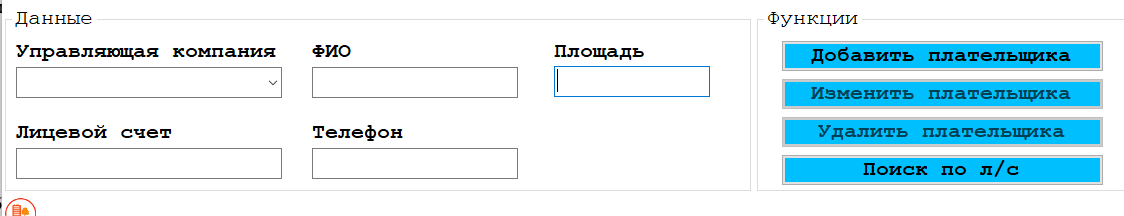 Данные
Управляющая компания
ФИО
Площадь
Лицевой счет
Телефон
Функции
Добавить плательщика
Изменить плательщика
Удалить плательщика
Поиск по л/с